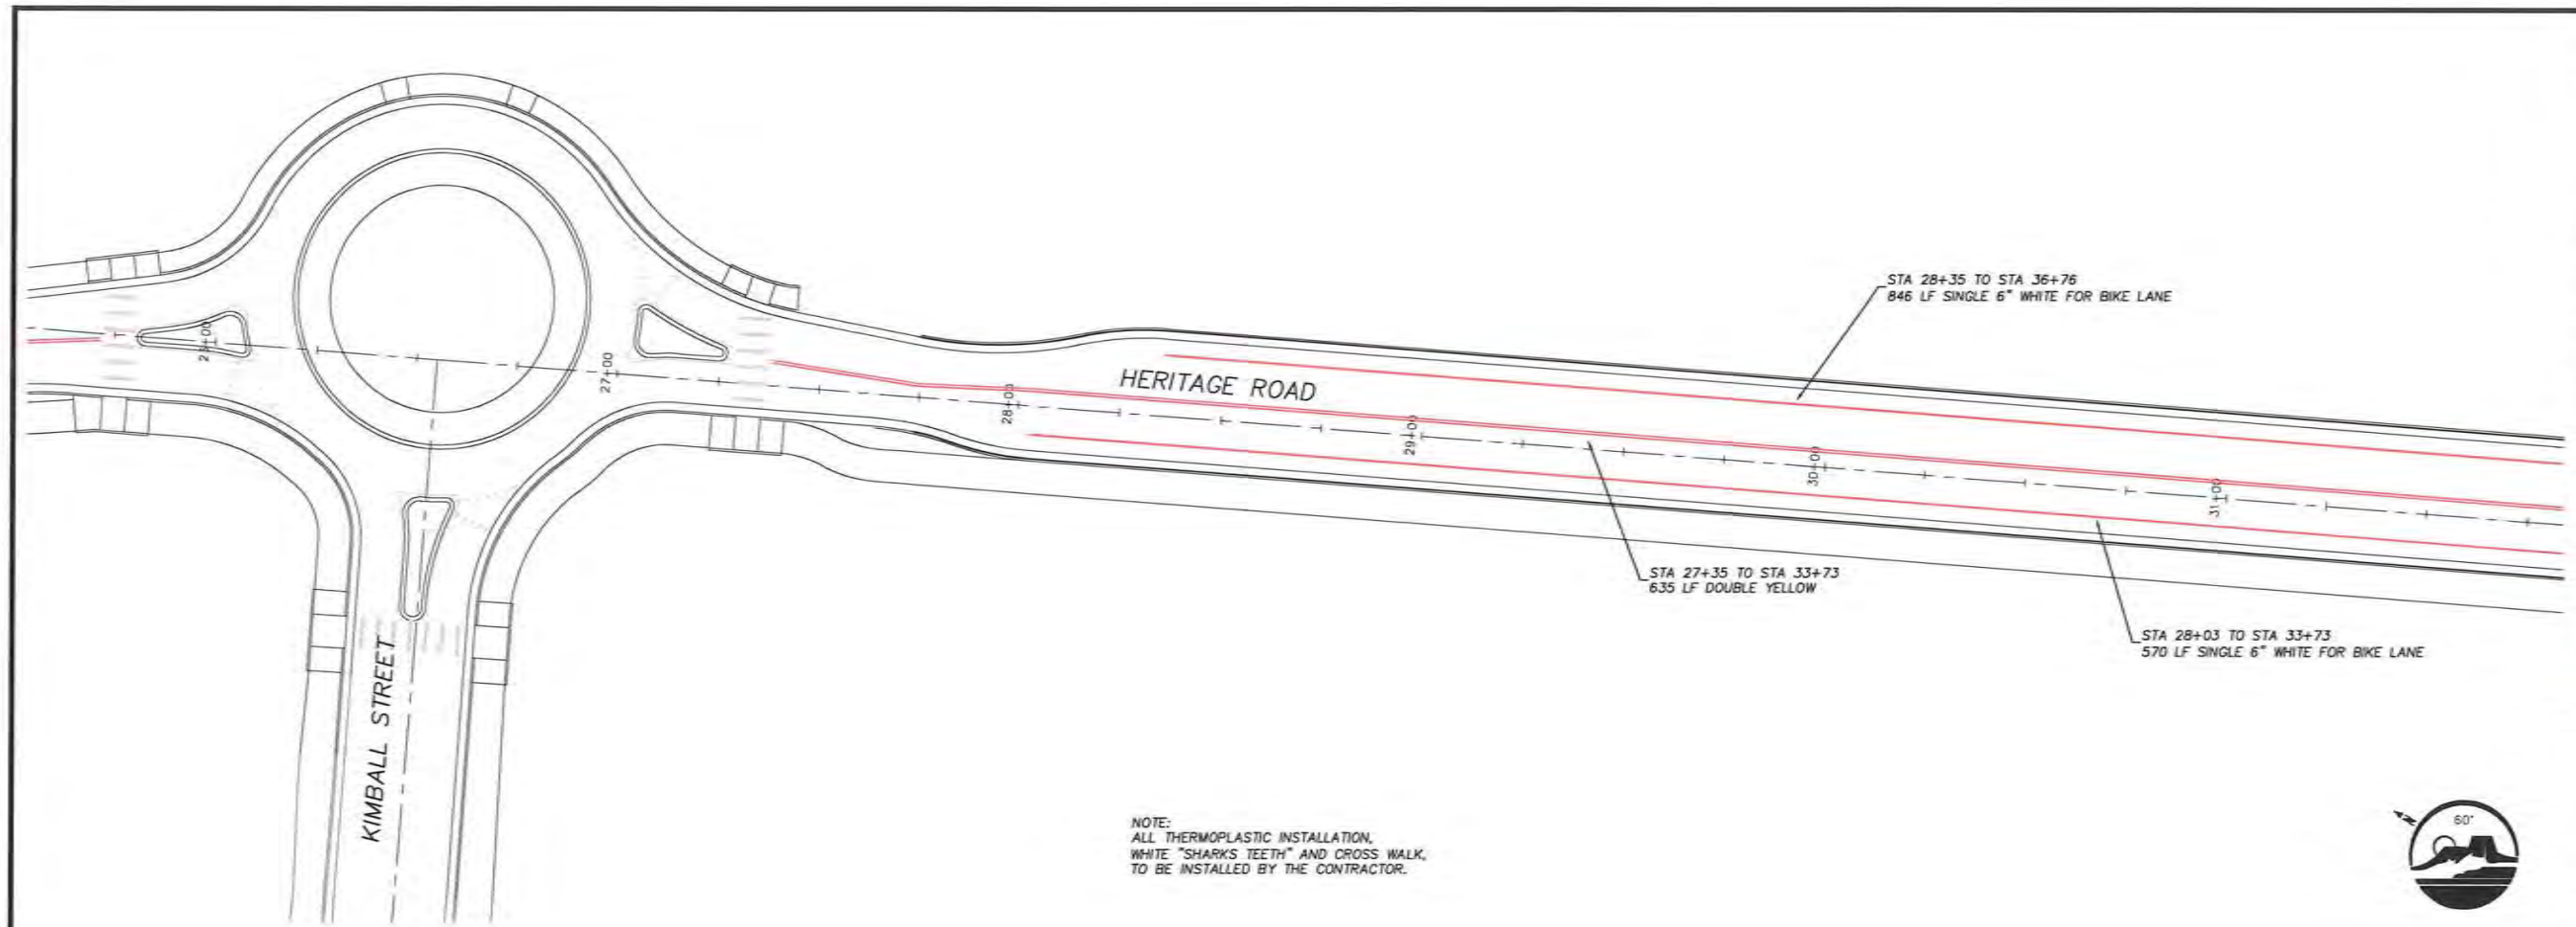 STA 28+35 TO STA 36+76
846 LF SINGLE 6" WHITE FOR BIKE LANE
HERITAGE ROAD
27+00
28+00
29+00
30+00
31+00
STA 27+35 TO STA 33+73
635 LF DOUBLE YELLOW
STA 28+03 TO STA 33+73
570 LF SINGLE 6" WHITE FOR BIKE LANE
KIMBALL STREET
NOTE:
ALL THERMOPLASTIC INSTALLATION,
WHITE "SHARKS TEETH" AND CROSS WALK,
TO BE INSTALLED BY THE CONTRACTOR.
N
60°